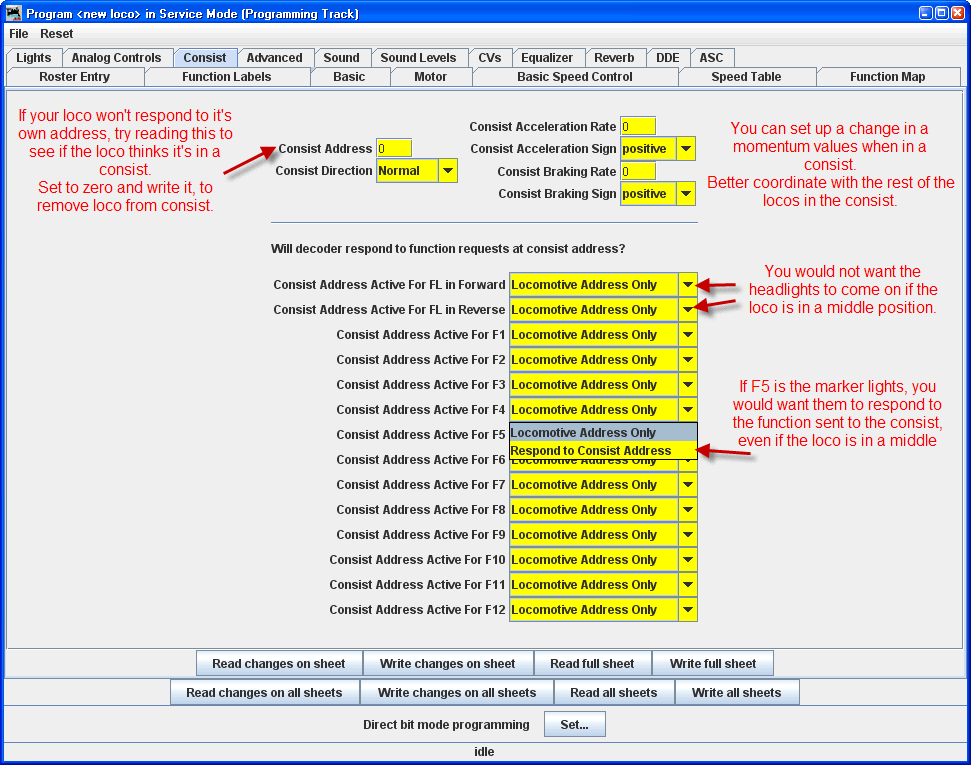 Program <new loco> in Service Mode (Programming Track)
File Reset
Lights Analog Controls Consist Advanced Sound Sound Levels CVs Equalizer Reverb DDE ASC
Roster Entry Function Labels Basic Motor Basic Speed Control Speed Table Function Map
If your loco won't respond to it's
own address, try reading this to
see if the loco thinks it's in a
consist.
Set to zero and write it, to
remove loco from consist.
Consist Address 0
Consist Direction Normal
Consist Acceleration Rate 0
Consist Acceleration Sign positive
Consist Braking Rate 0
Consist Braking Sign positive
You can set up a change in a
momentum values when in a
consist.
Better coordinate with the rest of the
locos in the consist.
Will decoder respond to function requests at consist address?
Consist Address Active For FL in Forward Locomotive Address Only
Consist Address Active For FL in Reverse Locomotive Address Only
Consist Address Active For F1 Locomotive Address Only
Consist Address Active For F2 Locomotive Address Only
Consist Address Active For F3 Locomotive Address Only
Consist Address Active For F4 Locomotive Address Only
Consist Address Active For F5 Locomotive Address Only
Respond to Consist Address
Consist Address Active For F6
Consist Address Active For F7 Locomotive Address Only
Consist Address Active For F8 Locomotive Address Only
Consist Address Active For F9 Locomotive Address Only
Consist Address Active For F10 Locomotive Address Only
Consist Address Active For F11 Locomotive Address Only
Consist Address Active For F12 Locomotive Address Only
You would not want the
headlights to come on if the
loco is in a middle position.
If F5 is the marker lights, you
would want them to respond to
the function sent to the consist,
even if the loco is in a middle
Read changes on sheet Write changes on sheet Read full sheet Write full sheet
Read changes on all sheets Write changes on all sheets Read all sheets Write all sheets
Direct bit mode programming Set...
idle